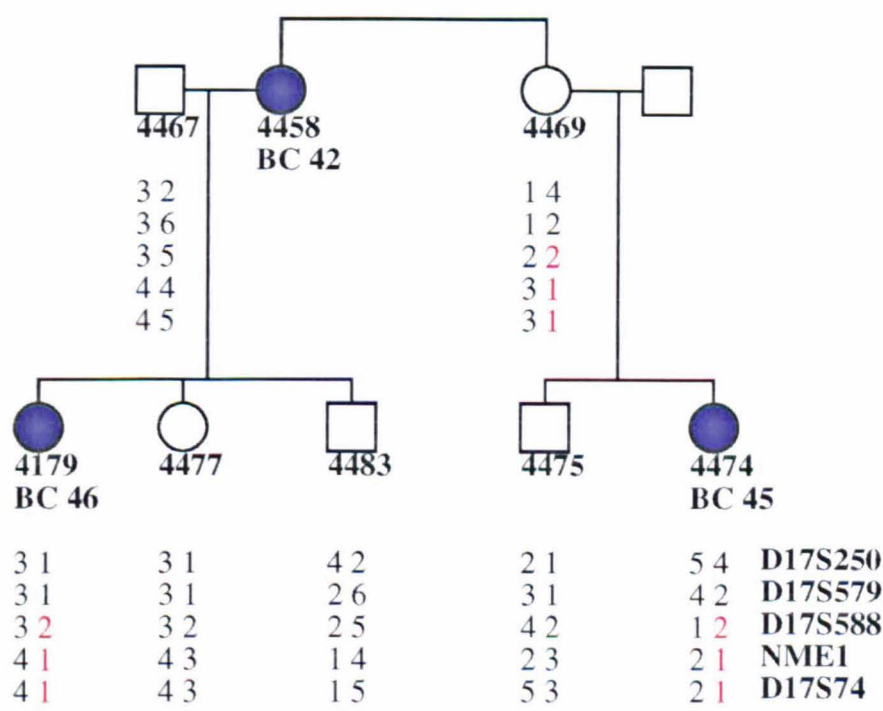 4467 4458 4469
BC 42
3 2 1 4
3 6 1 2
3 5 2 2
4 4 3 1
4 5 3 1
4179 4477 4483 4475 4474
BC 46 BC 45
3 1 3 1 4 2 2 1 5 4 D17S250
3 1 3 1 2 6 3 1 4 2 D17S579
3 2 3 2 2 5 4 2 1 2 D17S588
4 1 4 3 1 4 2 3 2 1 NME1
4 1 4 3 1 5 5 3 2 1 D17S74